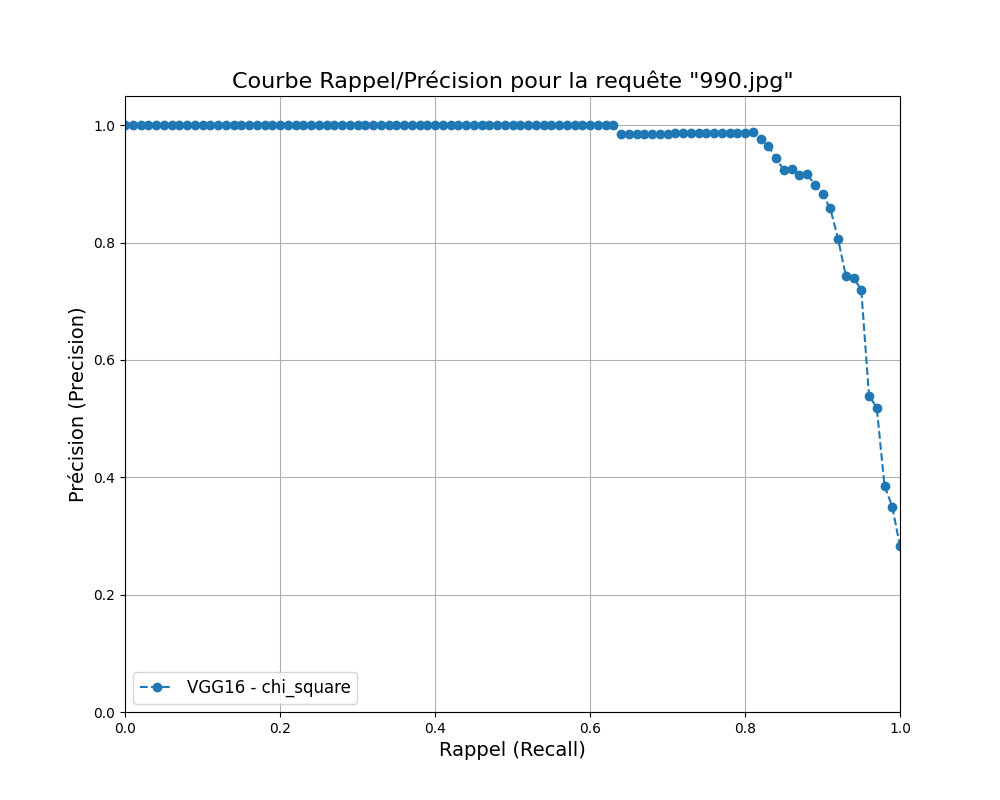 Courbe Rappel/Précision pour la requête "990.jpg"
1.0
0.8
0.6
0.4
0.2
0.0
Précision (Precision)
VGG16 - chi_square
0.0 0.2 0.4 0.6 0.8 1.0
Rappel (Recall)